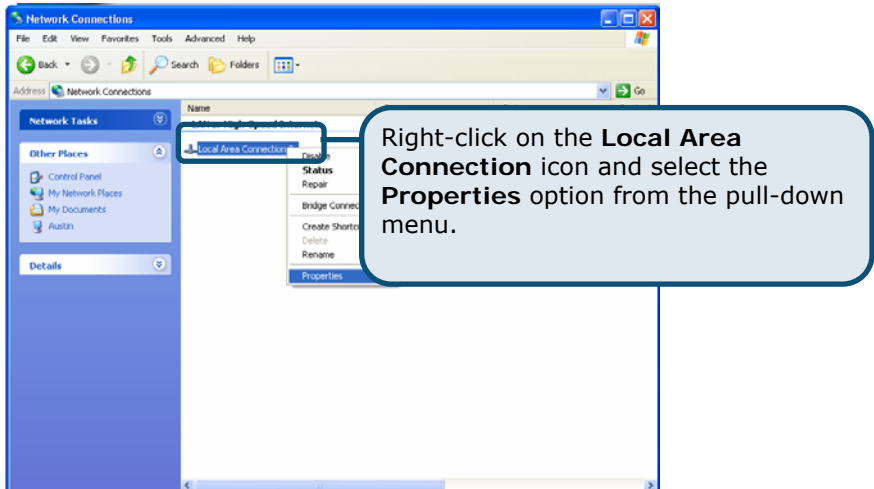 Network Connections
File Edit View Favorites Tools Advanced Help
Back Search Folders
Address Network Connections Go
Name
Network Tasks
Other Places
Control Panel
My Network Places
My Documents
Austin
Details
Local Area Connection
Disable
Status
Repair
Bridge Connec
Create Shortc
Delete
Rename
Properties
Right-click on the Local Area
Connection icon and select the
Properties option from the pull-down
menu.